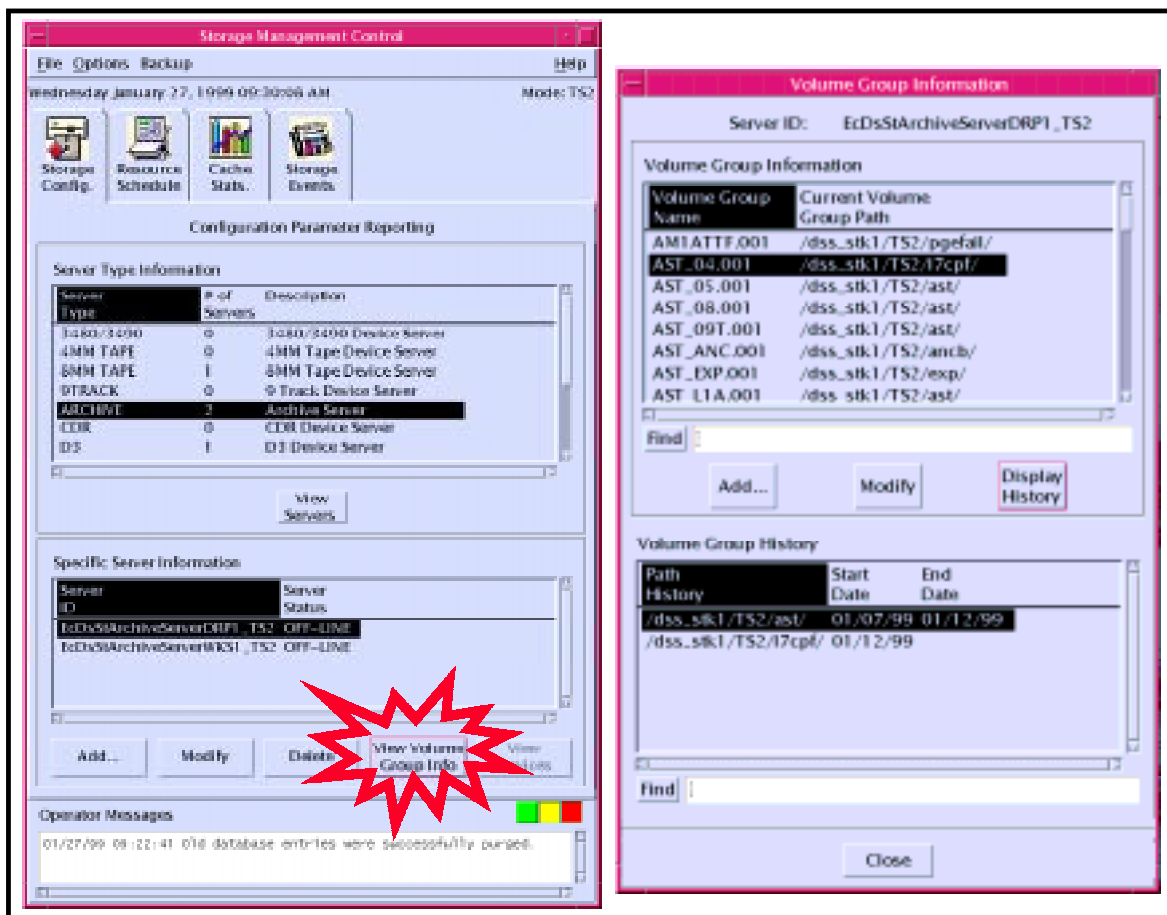 Storage Management Control
File Options Backup Help
Wednesday January 27, 1999 09:30:06 AM Mode: TS2
Storage Config.
Resource Schedule
Cache Stats.
Storage Events
Configuration Parameter Reporting
Server Type Information
Server Type # of Servers Description
3480/3490 0 3480/3490 Device Server
4MM TAPE 0 4MM Tape Device Server
8MM TAPE 1 8MM Tape Device Server
9TRACK 0 9 Track Device Server
ARCHIVE 2 Archive Server
CDR 0 CDR Device Server
D3 1 D3 Device Server
View Servers
Specific Server Information
Server ID Server Status
EcDsStArchiveServerDRP1_TS2 OFF-LINE
EcDsStArchiveServerWKS1_TS2 OFF-LINE
Add... Modify Delete View Volume Group Info View
Operator Messages
01/27/99 09:22:41 Old database entries were successfully purged.
Volume Group Information
Server ID: EcDsStArchiveServerDRP1_TS2
Volume Group Information
Volume Group Name Current Volume Group Path
AM1ATTF.001 /dss_stk1/TS2/pgefail/
AST_04.001 /dss_stk1/TS2/l7cpf/
AST_05.001 /dss_stk1/TS2/ast/
AST_08.001 /dss_stk1/TS2/ast/
AST_09T.001 /dss_stk1/TS2/ast/
AST_ANC.001 /dss_stk1/TS2/ancb/
AST_EXP.001 /dss_stk1/TS2/exp/
AST L1A.001 /dss stk1/TS2/ast/
Find
Add... Modify Display History
Volume Group History
Path History Start Date End Date
/dss_stk1/TS2/ast/ 01/07/99 01/12/99
/dss_stk1/TS2/l7cpf/ 01/12/99
Find
Close